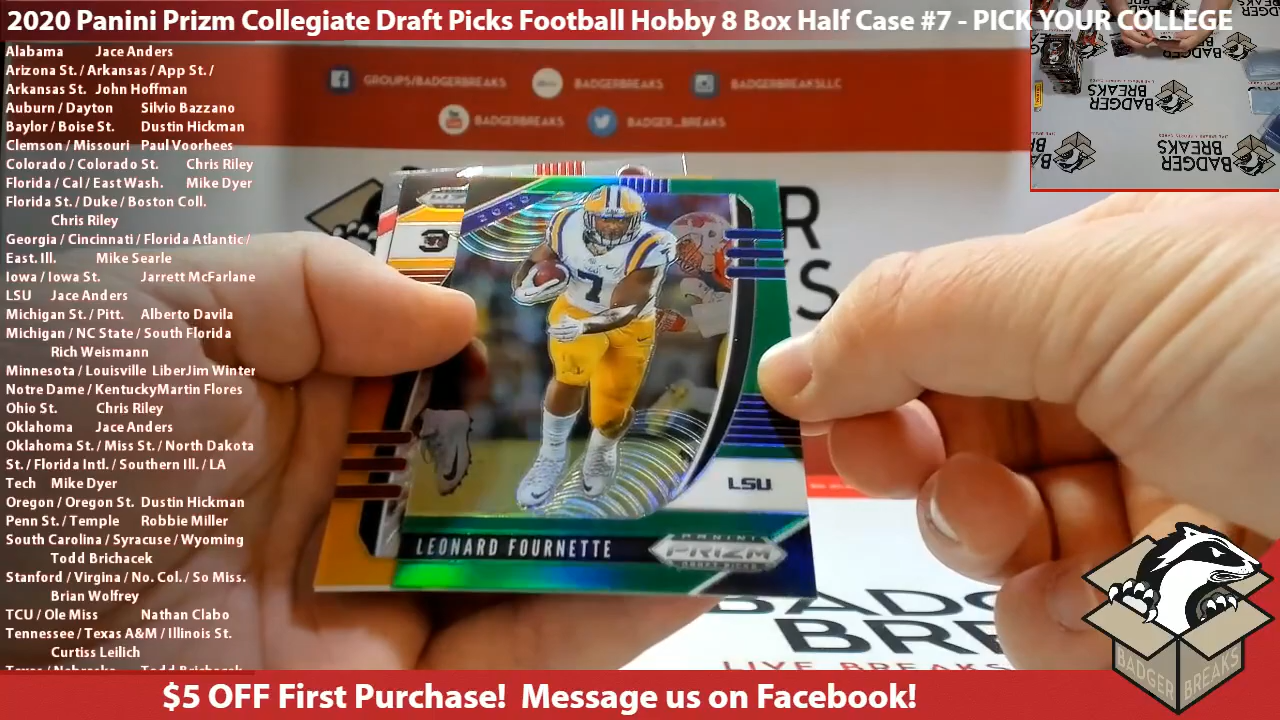 2020 Panini Prizm Collegiate Draft Picks Football Hobby 8 Box Half Case #7 - PICK YOUR COLLEGE
Alabama Jace Anders
Arizona St. / Arkansas / App St. /
Arkansas St. John Hoffman
Auburn / Dayton Silvio Bazzano
Baylor / Boise St. Dustin Hickman
Clemson / Missouri Paul Voorhees
Colorado / Colorado St. Chris Riley
Florida / Cal / East Wash. Mike Dyer
Florida St. / Duke / Boston Coll.
Chris Riley
Georgia / Cincinnati / Florida Atlantic /
East. Ill. Mike Searle
Iowa / Iowa St. Jarrett McFarlane
LSU Jace Anders
Michigan St. / Pitt. Alberto Davila
Michigan / NC State / South Florida
Rich Weismann
Minnesota / Louisville LiberJim Winter
Notre Dame / KentuckyMartin Flores
Ohio St. Chris Riley
Oklahoma Jace Anders
Oklahoma St. / Miss St. / North Dakota
St. / Florida Intl. / Southern Ill. / LA
Tech Mike Dyer
Oregon / Oregon St. Dustin Hickman
Penn St. / Temple Robbie Miller
South Carolina / Syracuse / Wyoming
Todd Brichacek
Stanford / Virgina / No. Col. / So Miss.
Brian Wolfrey
TCU / Ole Miss Nathan Clabo
Tennessee / Texas A&M / Illinois St.
Curtiss Leilich
Texas / Nebraska Todd Brichacek
GROUPS/BADGERBREAKS
BADGERBREAKS
BADGERBREAKSLLC
BADGERBREAKS
BADGER_BREAKS
2020
7
LSU
LEONARD FOURNETTE
PANINI
PRIZM
DRAFT PICKS
BADGER
BREAKS
BADGER
BREAKS
BADGER BREAKS
$5 OFF First Purchase! Message us on Facebook!